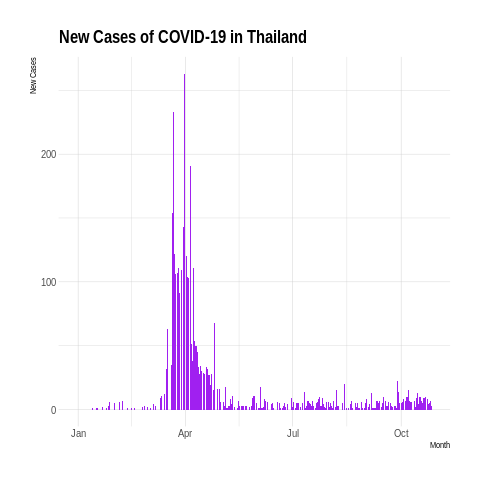 New Cases of COVID-19 in Thailand
New Cases
200
100
0
Jan Apr Jul Oct
Month